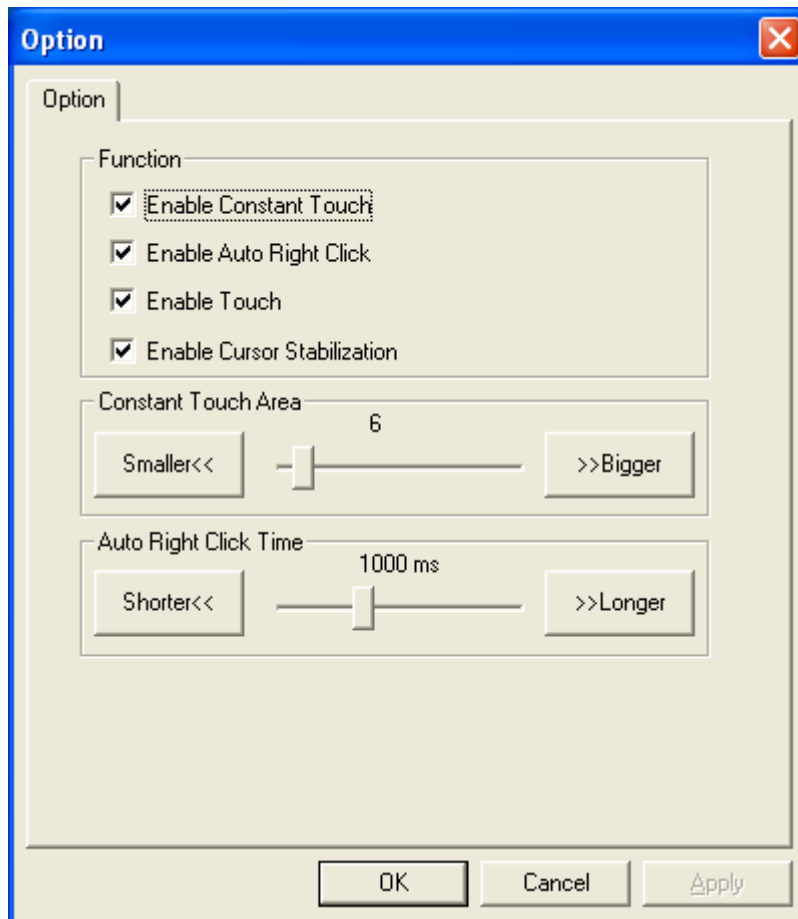 Option
Option
Function
Enable Constant Touch
Enable Auto Right Click
Enable Touch
Enable Cursor Stabilization
Constant Touch Area
6
Smaller<<
>>Bigger
Auto Right Click Time
1000 ms
Shorter<<
>>Longer
OK
Cancel
Apply